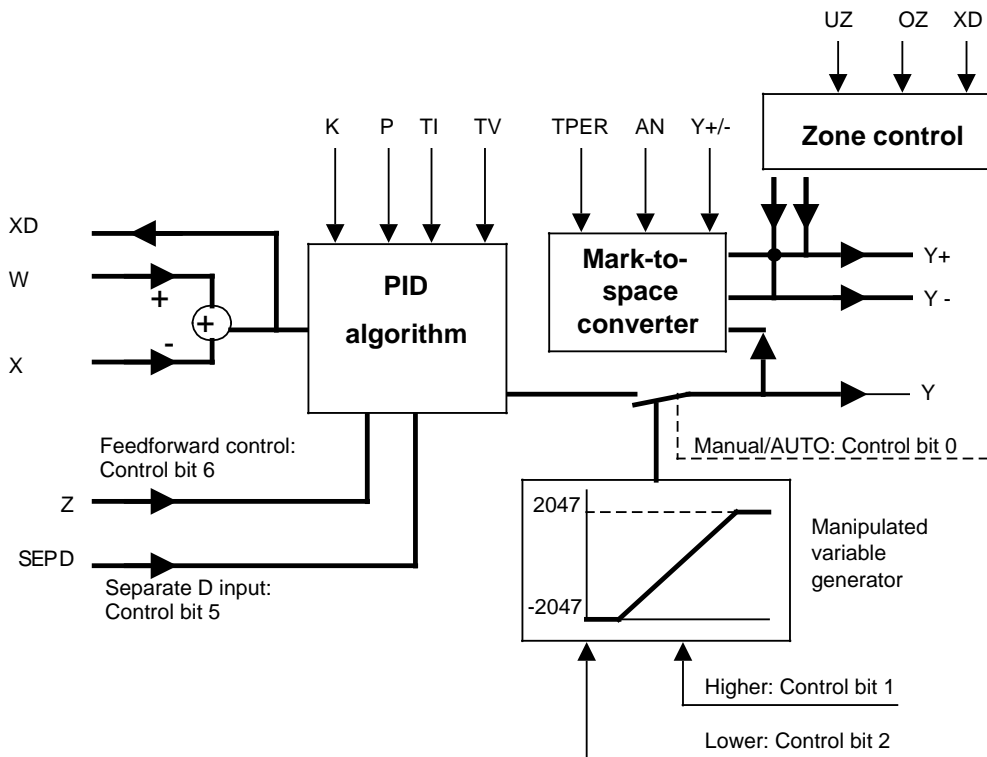 UZ OZ XD
K P TI TV TPER AN Y+/-
Zone control
XD
W
+
+
-
X
PID
algorithm
Mark-to-
space
converter
Y+
Y -
Y
Feedforward control:
Control bit 6
Manual/AUTO: Control bit 0
Z
SEPD
Separate D input:
Control bit 5
2047
-2047
Manipulated
variable
generator
Higher: Control bit 1
Lower: Control bit 2